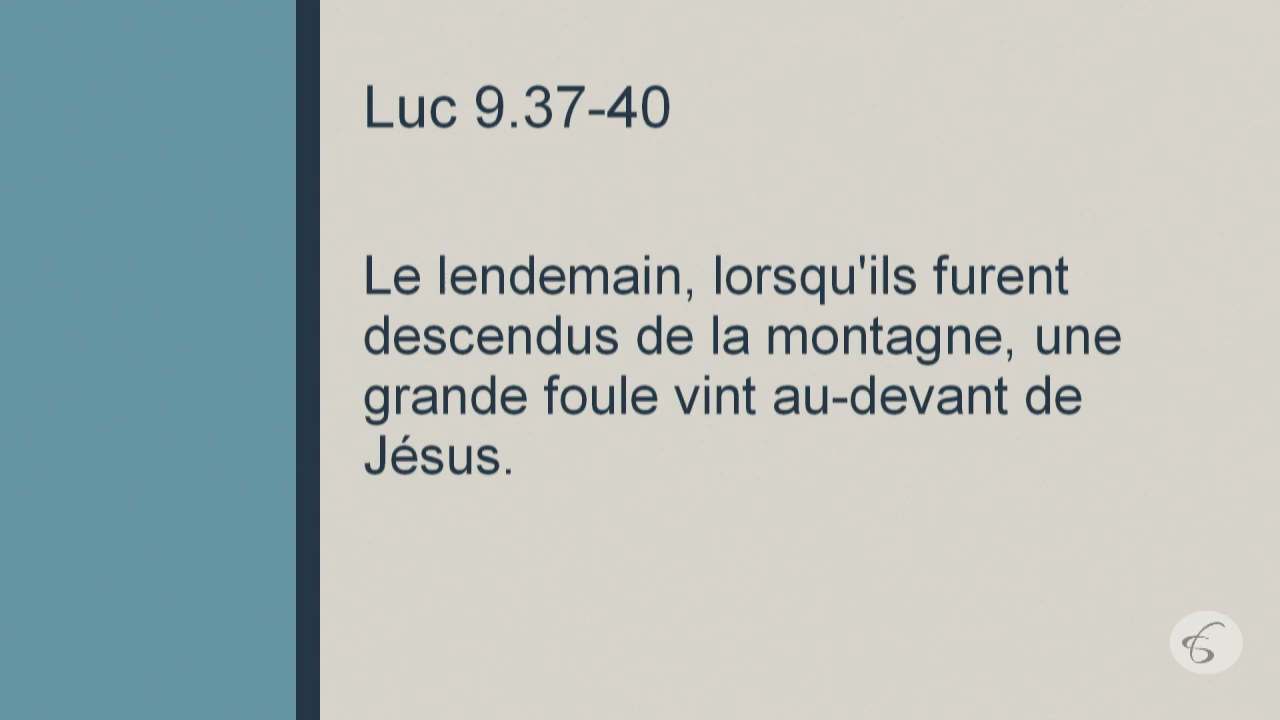 Luc 9.37-40
Le lendemain, lorsqu'ils furent
descendus de la montagne, une
grande foule vint au-devant de
Jésus.